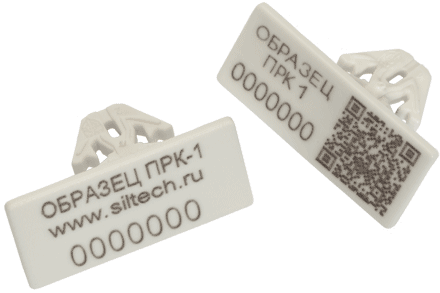 ОБРАЗЕЦ ПРК-1
www.siltech.ru
0000000
ОБРАЗЕЦ
ПРК 1
0000000